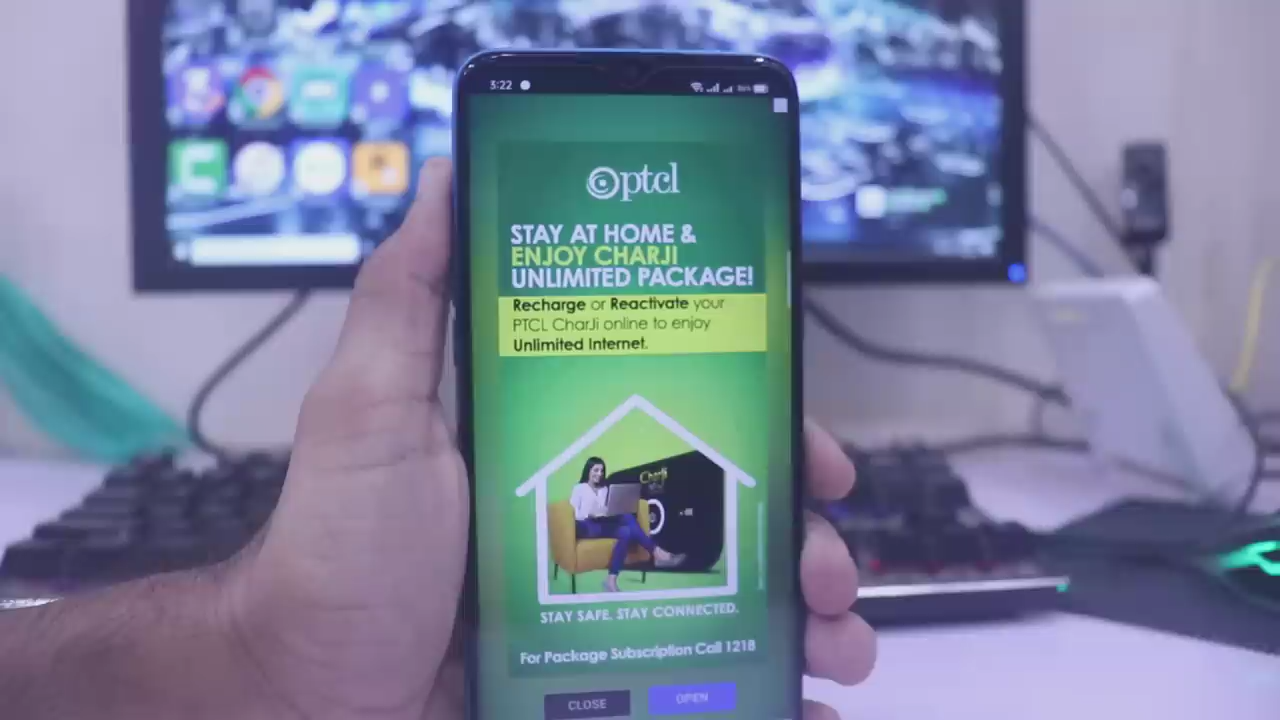 3:22
ptcl
STAY AT HOME &
ENJOY CHARJI
UNLIMITED PACKAGE!
Recharge or Reactivate your
PTCL CharJi online to enjoy
Unlimited Internet.
CharJi
STAY SAFE. STAY CONNECTED.
For Package Subscription Call 1218
CLOSE
OPEN